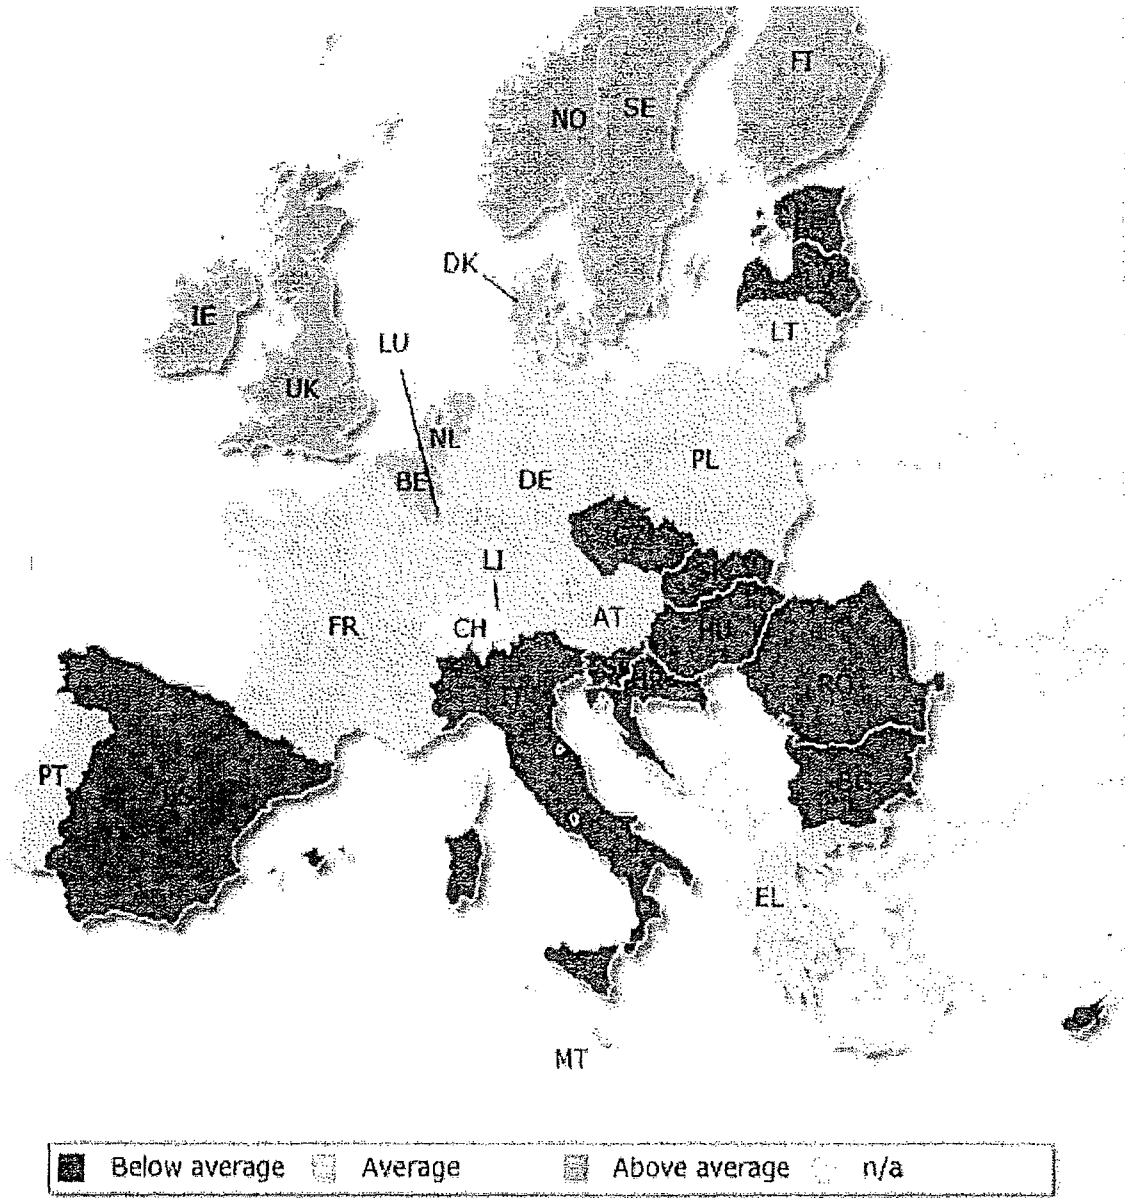 FI
NO
SE
DK
IE
LT
LU
UK
NL
PL
BE
DE
LI
AT
FR
CH
HU
RO
PT
BG
EL
MT
Below average
Average
Above average
n/a